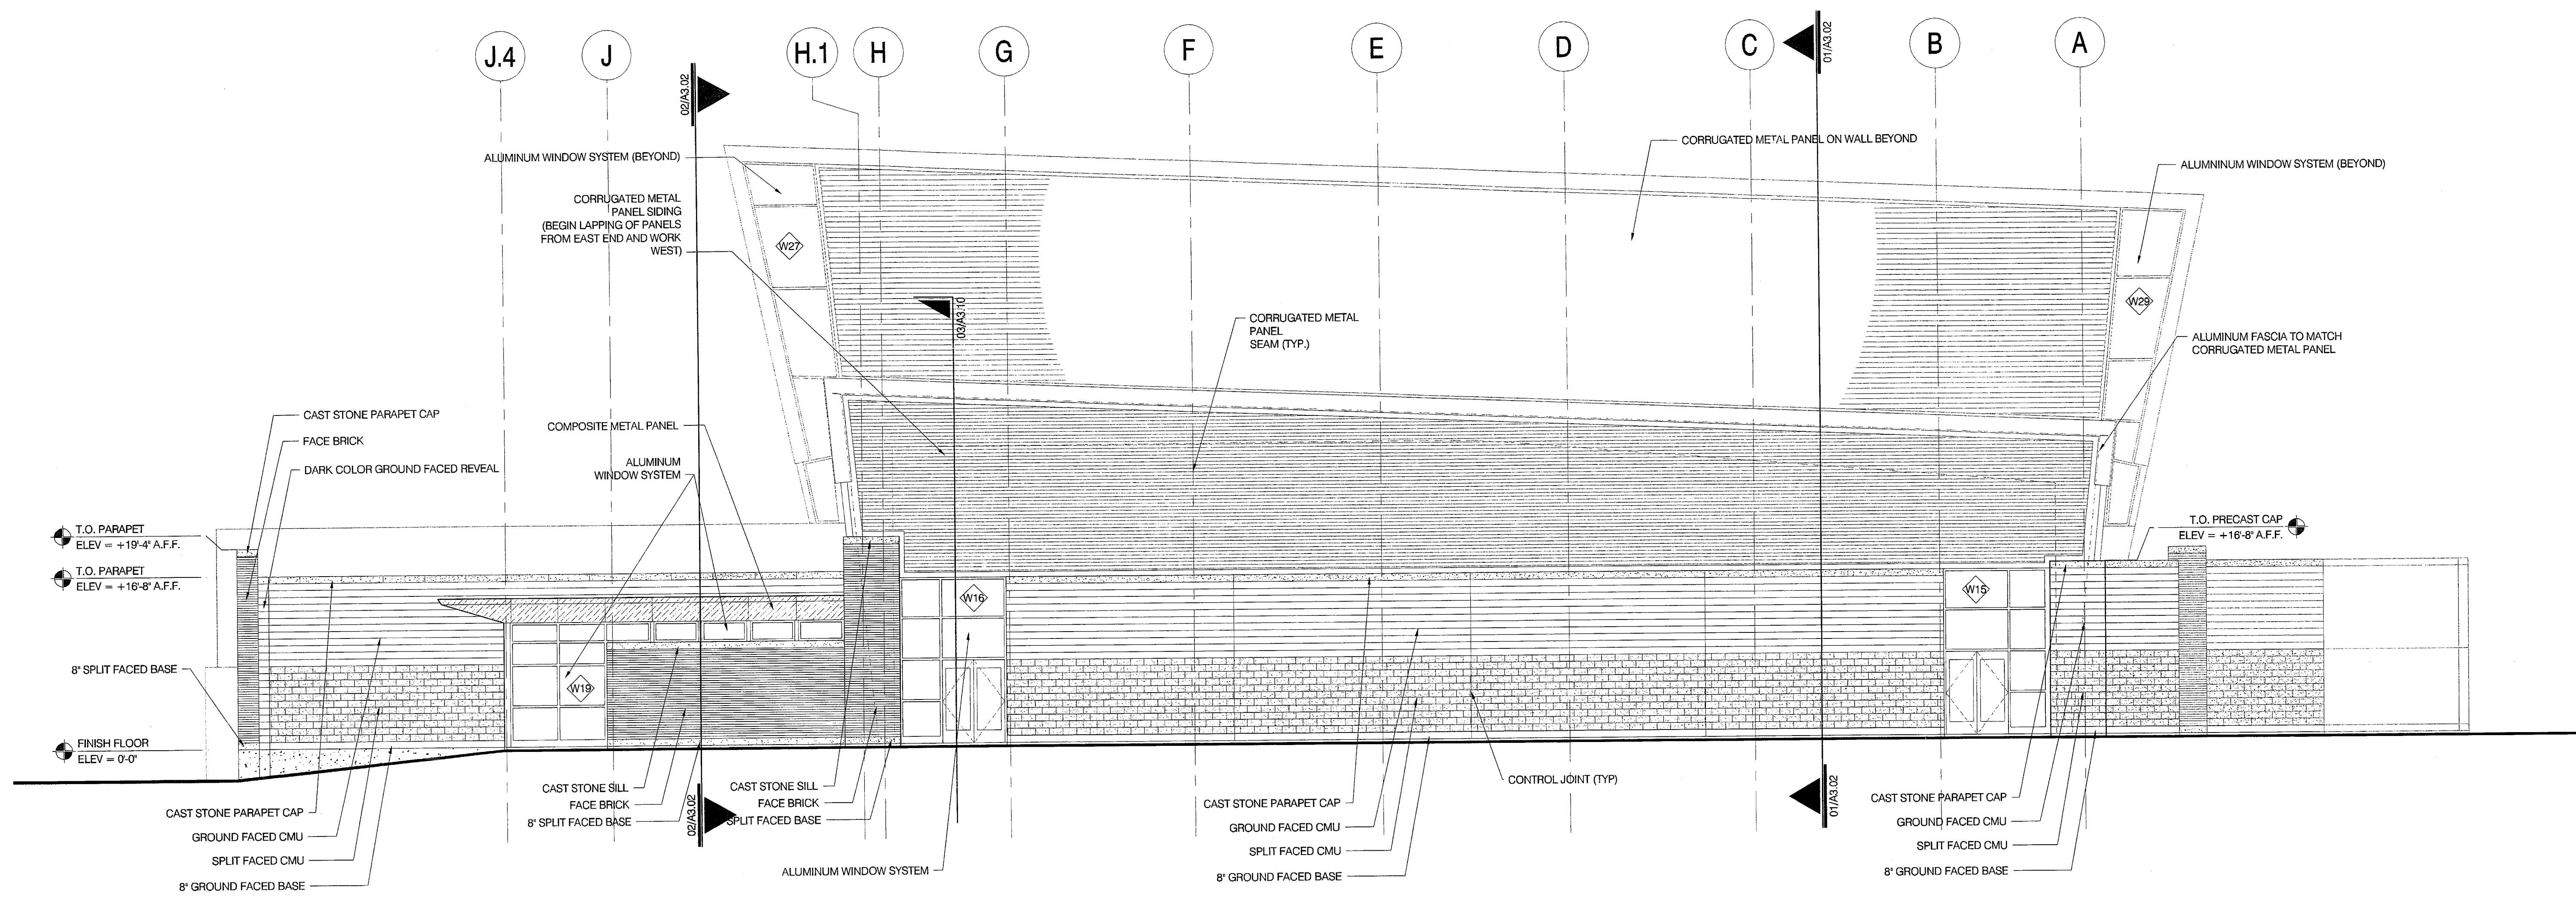 J.4
J
H.1
H
G
F
E
D
C
B
A
02/A3.02
01/A3.02
ALUMINUM WINDOW SYSTEM (BEYOND)
CORRUGATED METAL PANEL ON WALL BEYOND
ALUMNINUM WINDOW SYSTEM (BEYOND)
CORRUGATED METAL
PANEL SIDING
(BEGIN LAPPING OF PANELS
FROM EAST END AND WORK
WEST)
W27
W29
03/A3.10
CORRUGATED METAL
PANEL
SEAM (TYP.)
ALUMINUM FASCIA TO MATCH
CORRUGATED METAL PANEL
CAST STONE PARAPET CAP
FACE BRICK
DARK COLOR GROUND FACED REVEAL
COMPOSITE METAL PANEL
ALUMINUM
WINDOW SYSTEM
T.O. PARAPET
ELEV = +19'-4" A.F.F.
T.O. PARAPET
ELEV = +16'-8" A.F.F.
T.O. PRECAST CAP
ELEV = +16'-8" A.F.F.
W16
W15
8" SPLIT FACED BASE
W19
FINISH FLOOR
ELEV = 0'-0"
CAST STONE PARAPET CAP
GROUND FACED CMU
SPLIT FACED CMU
8" GROUND FACED BASE
CAST STONE SILL
FACE BRICK
8" SPLIT FACED BASE
02/A3.02
CAST STONE SILL
FACE BRICK
SPLIT FACED BASE
ALUMINUM WINDOW SYSTEM
CAST STONE PARAPET CAP
GROUND FACED CMU
SPLIT FACED CMU
8" GROUND FACED BASE
CONTROL JOINT (TYP)
01/A3.02
CAST STONE PARAPET CAP
GROUND FACED CMU
SPLIT FACED CMU
8" GROUND FACED BASE